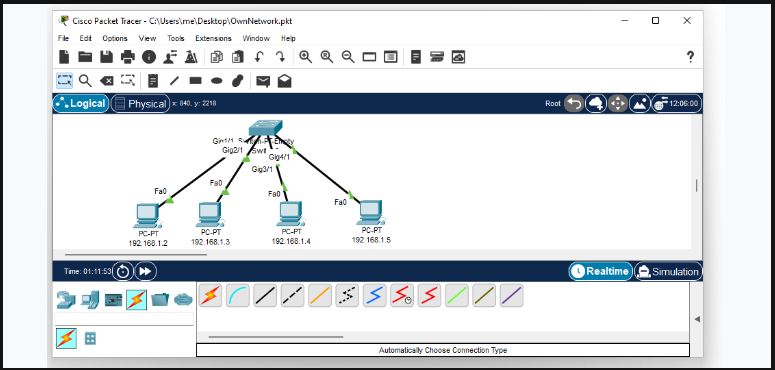 Cisco Packet Tracer - C:\Users\me\Desktop\OwnNetwork.pkt
File Edit Options View Tools Extensions Window Help
?
Logical Physical x: 840, y: 2218 Root 12:06:00
Gig1/1 Switch-PT-Empty
Gig2/1 Swit Gig4/1
Gig3/1
Fa0 Fa0 Fa0 Fa0
PC-PT PC-PT PC-PT PC-PT
192.168.1.2 192.168.1.3 192.168.1.4 192.168.1.5
Time: 01:11:53 Realtime Simulation
Automatically Choose Connection Type